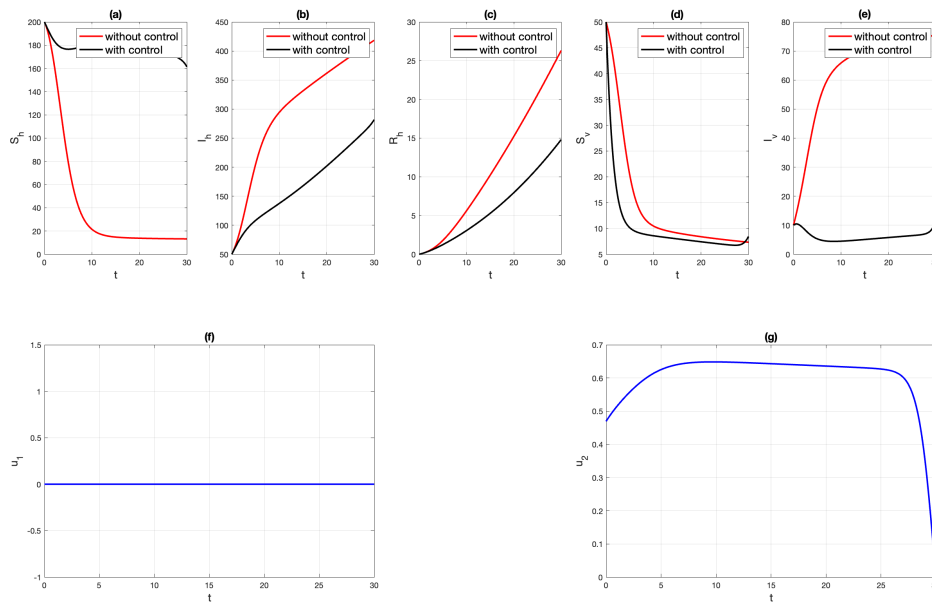 (a)
without control
with control
200
180
160
140
120
100
80
60
40
20
0
S_h
0
10
20
30
t
(b)
without control
with control
450
400
350
300
250
200
150
100
50
I_h
0
10
20
30
t
(c)
without control
with control
30
25
20
15
10
5
0
R_h
0
10
20
30
t
(d)
without control
with control
50
45
40
35
30
25
20
15
10
5
S_v
0
10
20
30
t
(e)
without control
with control
80
70
60
50
40
30
20
10
0
I_v
0
10
t
(f)
1.5
1
0.5
0
-0.5
-1
u_1
0
5
10
15
20
25
30
t
(g)
0.7
0.6
0.5
0.4
0.3
0.2
0.1
0
u_2
0
5
10
15
20
25
t